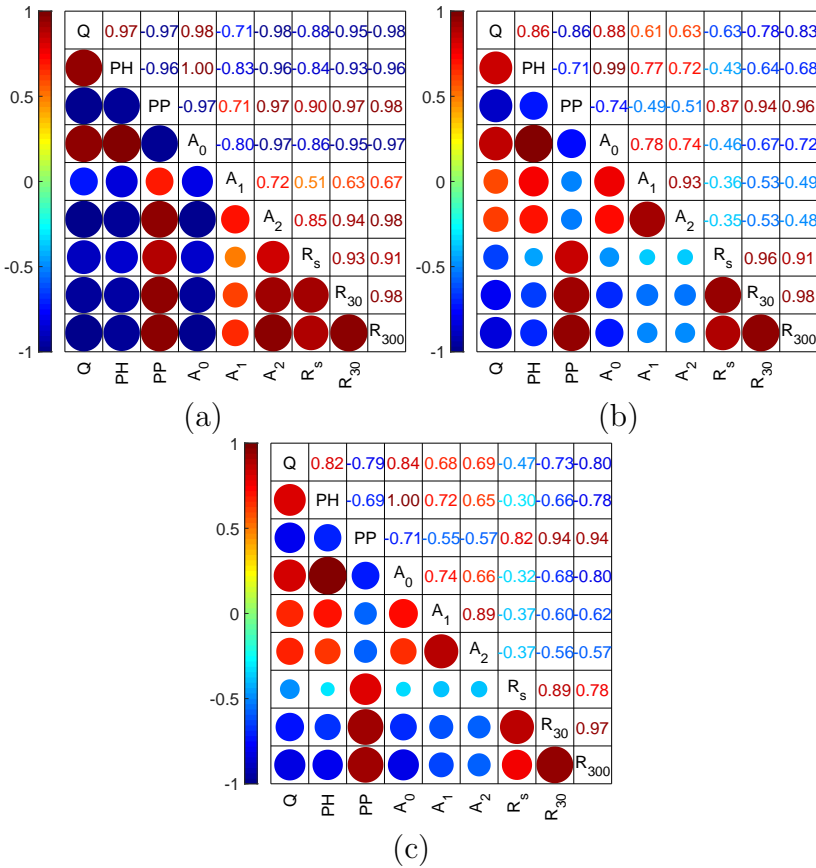 1
0.5
0
-0.5
-1
Q 0.97 -0.97 0.98 -0.71 -0.98 -0.88 -0.95 -0.98
PH -0.96 1.00 -0.83 -0.96 -0.84 -0.93 -0.96
PP -0.97 0.71 0.97 0.90 0.97 0.98
A0 -0.80 -0.97 -0.86 -0.95 -0.97
A1 0.72 0.51 0.63 0.67
A2 0.85 0.94 0.98
Rs 0.93 0.91
R30 0.98
R300
Q PH PP A0 A1 A2 Rs R30
(a)
1
0.5
0
-0.5
-1
Q 0.86 -0.86 0.88 0.61 0.63 -0.63 -0.78 -0.83
PH -0.71 0.99 0.77 0.72 -0.43 -0.64 -0.68
PP -0.74 -0.49 -0.51 0.87 0.94 0.96
A0 0.78 0.74 -0.46 -0.67 -0.72
A1 0.93 -0.36 -0.53 -0.49
A2 -0.35 -0.53 -0.48
Rs 0.96 0.91
R30 0.98
R300
Q PH PP A0 A1 A2 Rs R30
(b)
1
0.5
0
-0.5
-1
Q 0.82 -0.79 0.84 0.68 0.69 -0.47 -0.73 -0.80
PH -0.69 1.00 0.72 0.65 -0.30 -0.66 -0.78
PP -0.71 -0.55 -0.57 0.82 0.94 0.94
A0 0.74 0.66 -0.32 -0.68 -0.80
A1 0.89 -0.37 -0.60 -0.62
A2 -0.37 -0.56 -0.57
Rs 0.89 0.78
R30 0.97
R300
Q PH PP A0 A1 A2 Rs R30
(c)